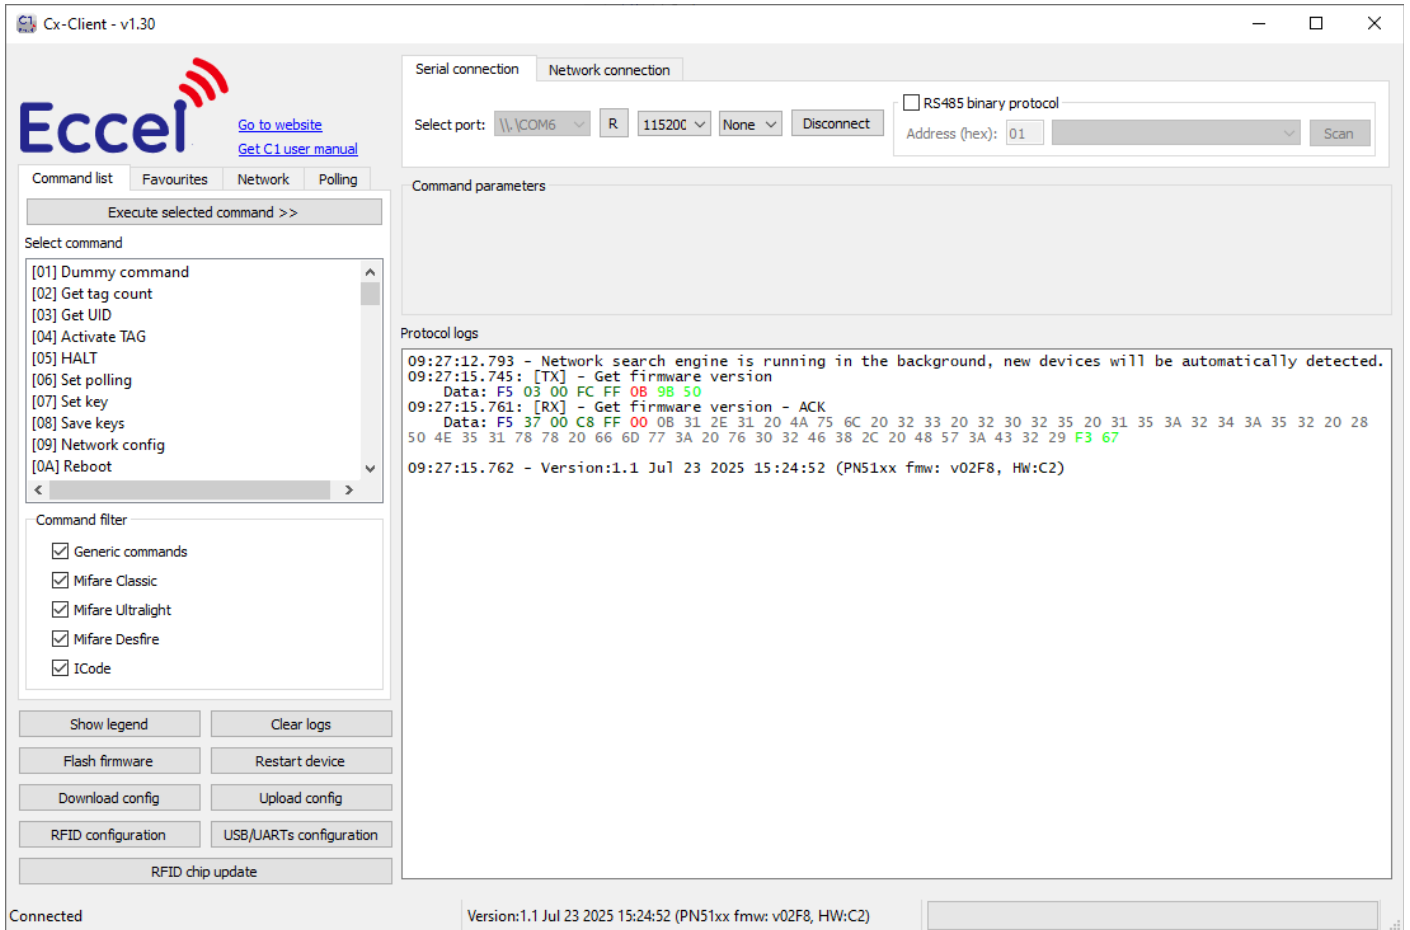 Cx-Client - v1.30
Eccel
Go to website
Get C1 user manual
Command list Favourites Network Polling
Execute selected command >>
Select command
[01] Dummy command
[02] Get tag count
[03] Get UID
[04] Activate TAG
[05] HALT
[06] Set polling
[07] Set key
[08] Save keys
[09] Network config
[0A] Reboot
Command filter
Generic commands
Mifare Classic
Mifare Ultralight
Mifare Desfire
ICode
Show legend Clear logs
Flash firmware Restart device
Download config Upload config
RFID configuration USB/UARTs configuration
RFID chip update
Serial connection Network connection
Select port: \\.\COM6 R 115200 None Disconnect
RS485 binary protocol
Address (hex): 01 Scan
Command parameters
Protocol logs
09:27:12.793 - Network search engine is running in the background, new devices will be automatically detected.
09:27:15.745: [TX] - Get firmware version
Data: F5 03 00 FC FF 0B 9B 50
09:27:15.761: [RX] - Get firmware version - ACK
Data: F5 37 00 C8 FF 00 0B 31 2E 31 20 4A 75 6C 20 32 33 20 32 30 32 35 20 31 35 3A 32 34 3A 35 32 20 28
50 4E 35 31 78 78 20 66 6D 77 3A 20 76 30 32 46 38 2C 20 48 57 3A 43 32 29 F3 67
09:27:15.762 - Version:1.1 Jul 23 2025 15:24:52 (PN51xx fmw: v02F8, HW:C2)
Connected Version:1.1 Jul 23 2025 15:24:52 (PN51xx fmw: v02F8, HW:C2)